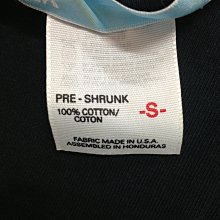 PRE - SHRUNK
100% COTTON/
COTON
-S-
FABRIC MADE IN U.S.A.
ASSEMBLED IN HONDURAS